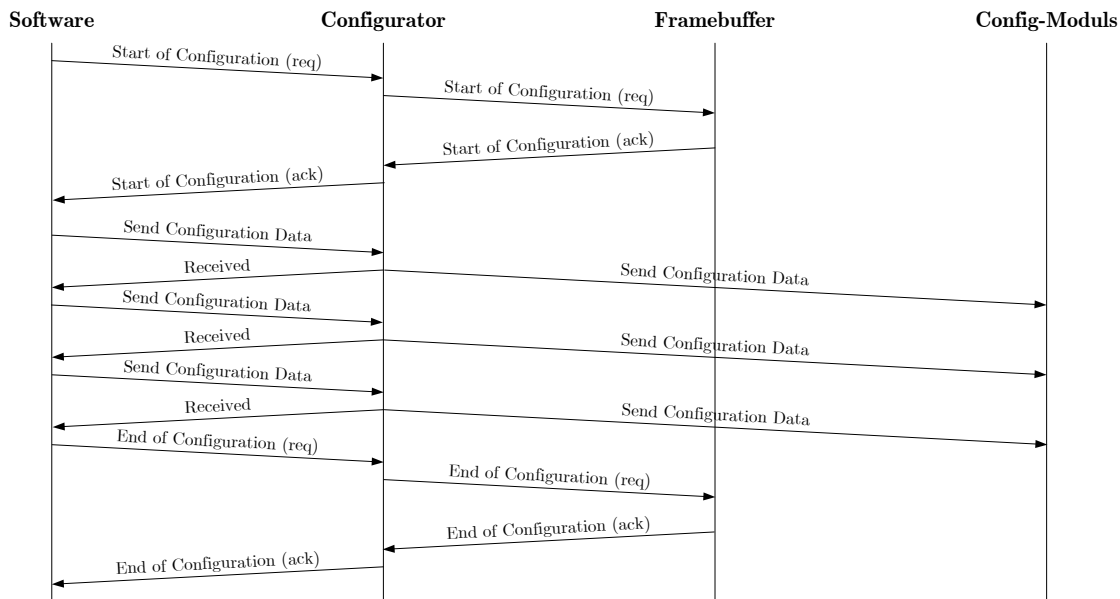 Software
Configurator
Framebuffer
Config-Moduls
Start of Configuration (req)
Start of Configuration (req)
Start of Configuration (ack)
Start of Configuration (ack)
Send Configuration Data
Received
Send Configuration Data
Send Configuration Data
Received
Send Configuration Data
Send Configuration Data
Received
Send Configuration Data
End of Configuration (req)
End of Configuration (req)
End of Configuration (ack)
End of Configuration (ack)